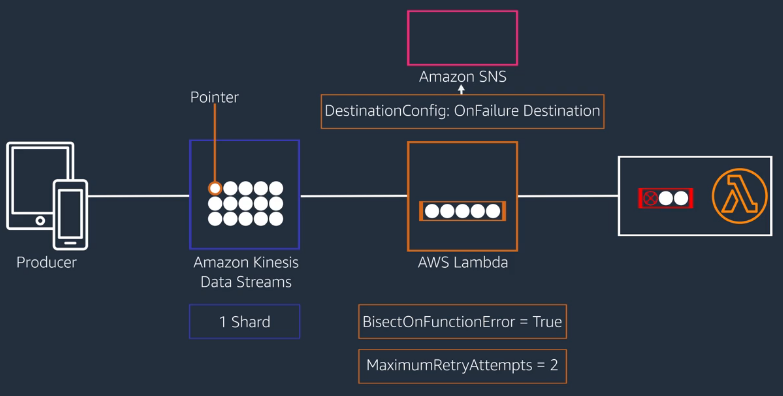 Amazon SNS
Pointer
DestinationConfig: OnFailure Destination
Producer
Amazon Kinesis
Data Streams
AWS Lambda
1 Shard
BisectOnFunctionError = True
MaximumRetryAttempts = 2